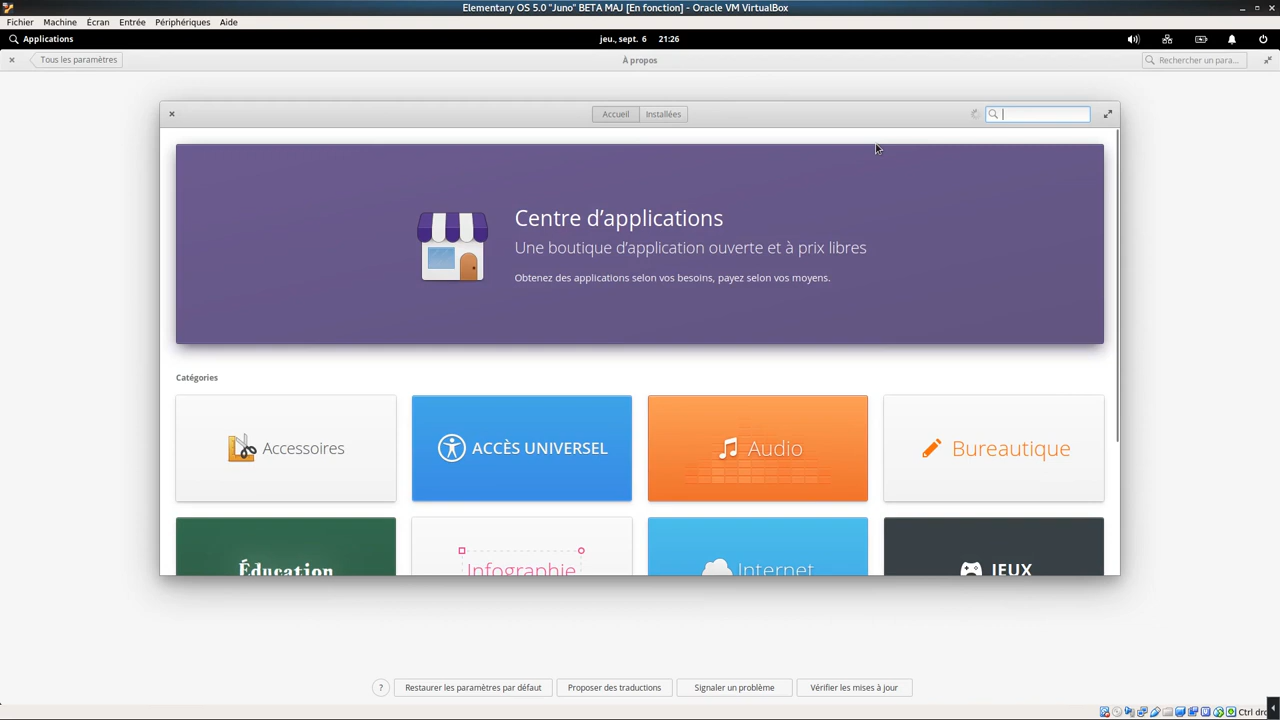 Elementary OS 5.0 "Juno" BETA MAJ [En fonction] - Oracle VM VirtualBox
Fichier Machine Écran Entrée Périphériques Aide
Applications jeu., sept. 6 21:26
Tous les paramètres À propos Rechercher un para...
Accueil Installées
Centre d’applications
Une boutique d’application ouverte et à prix libres
Obtenez des applications selon vos besoins, payez selon vos moyens.
Catégories
Accessoires ACCÈS UNIVERSEL Audio Bureautique
Éducation Infographie Internet JEUX
? Restaurer les paramètres par défaut Proposer des traductions Signaler un problème Vérifier les mises à jour